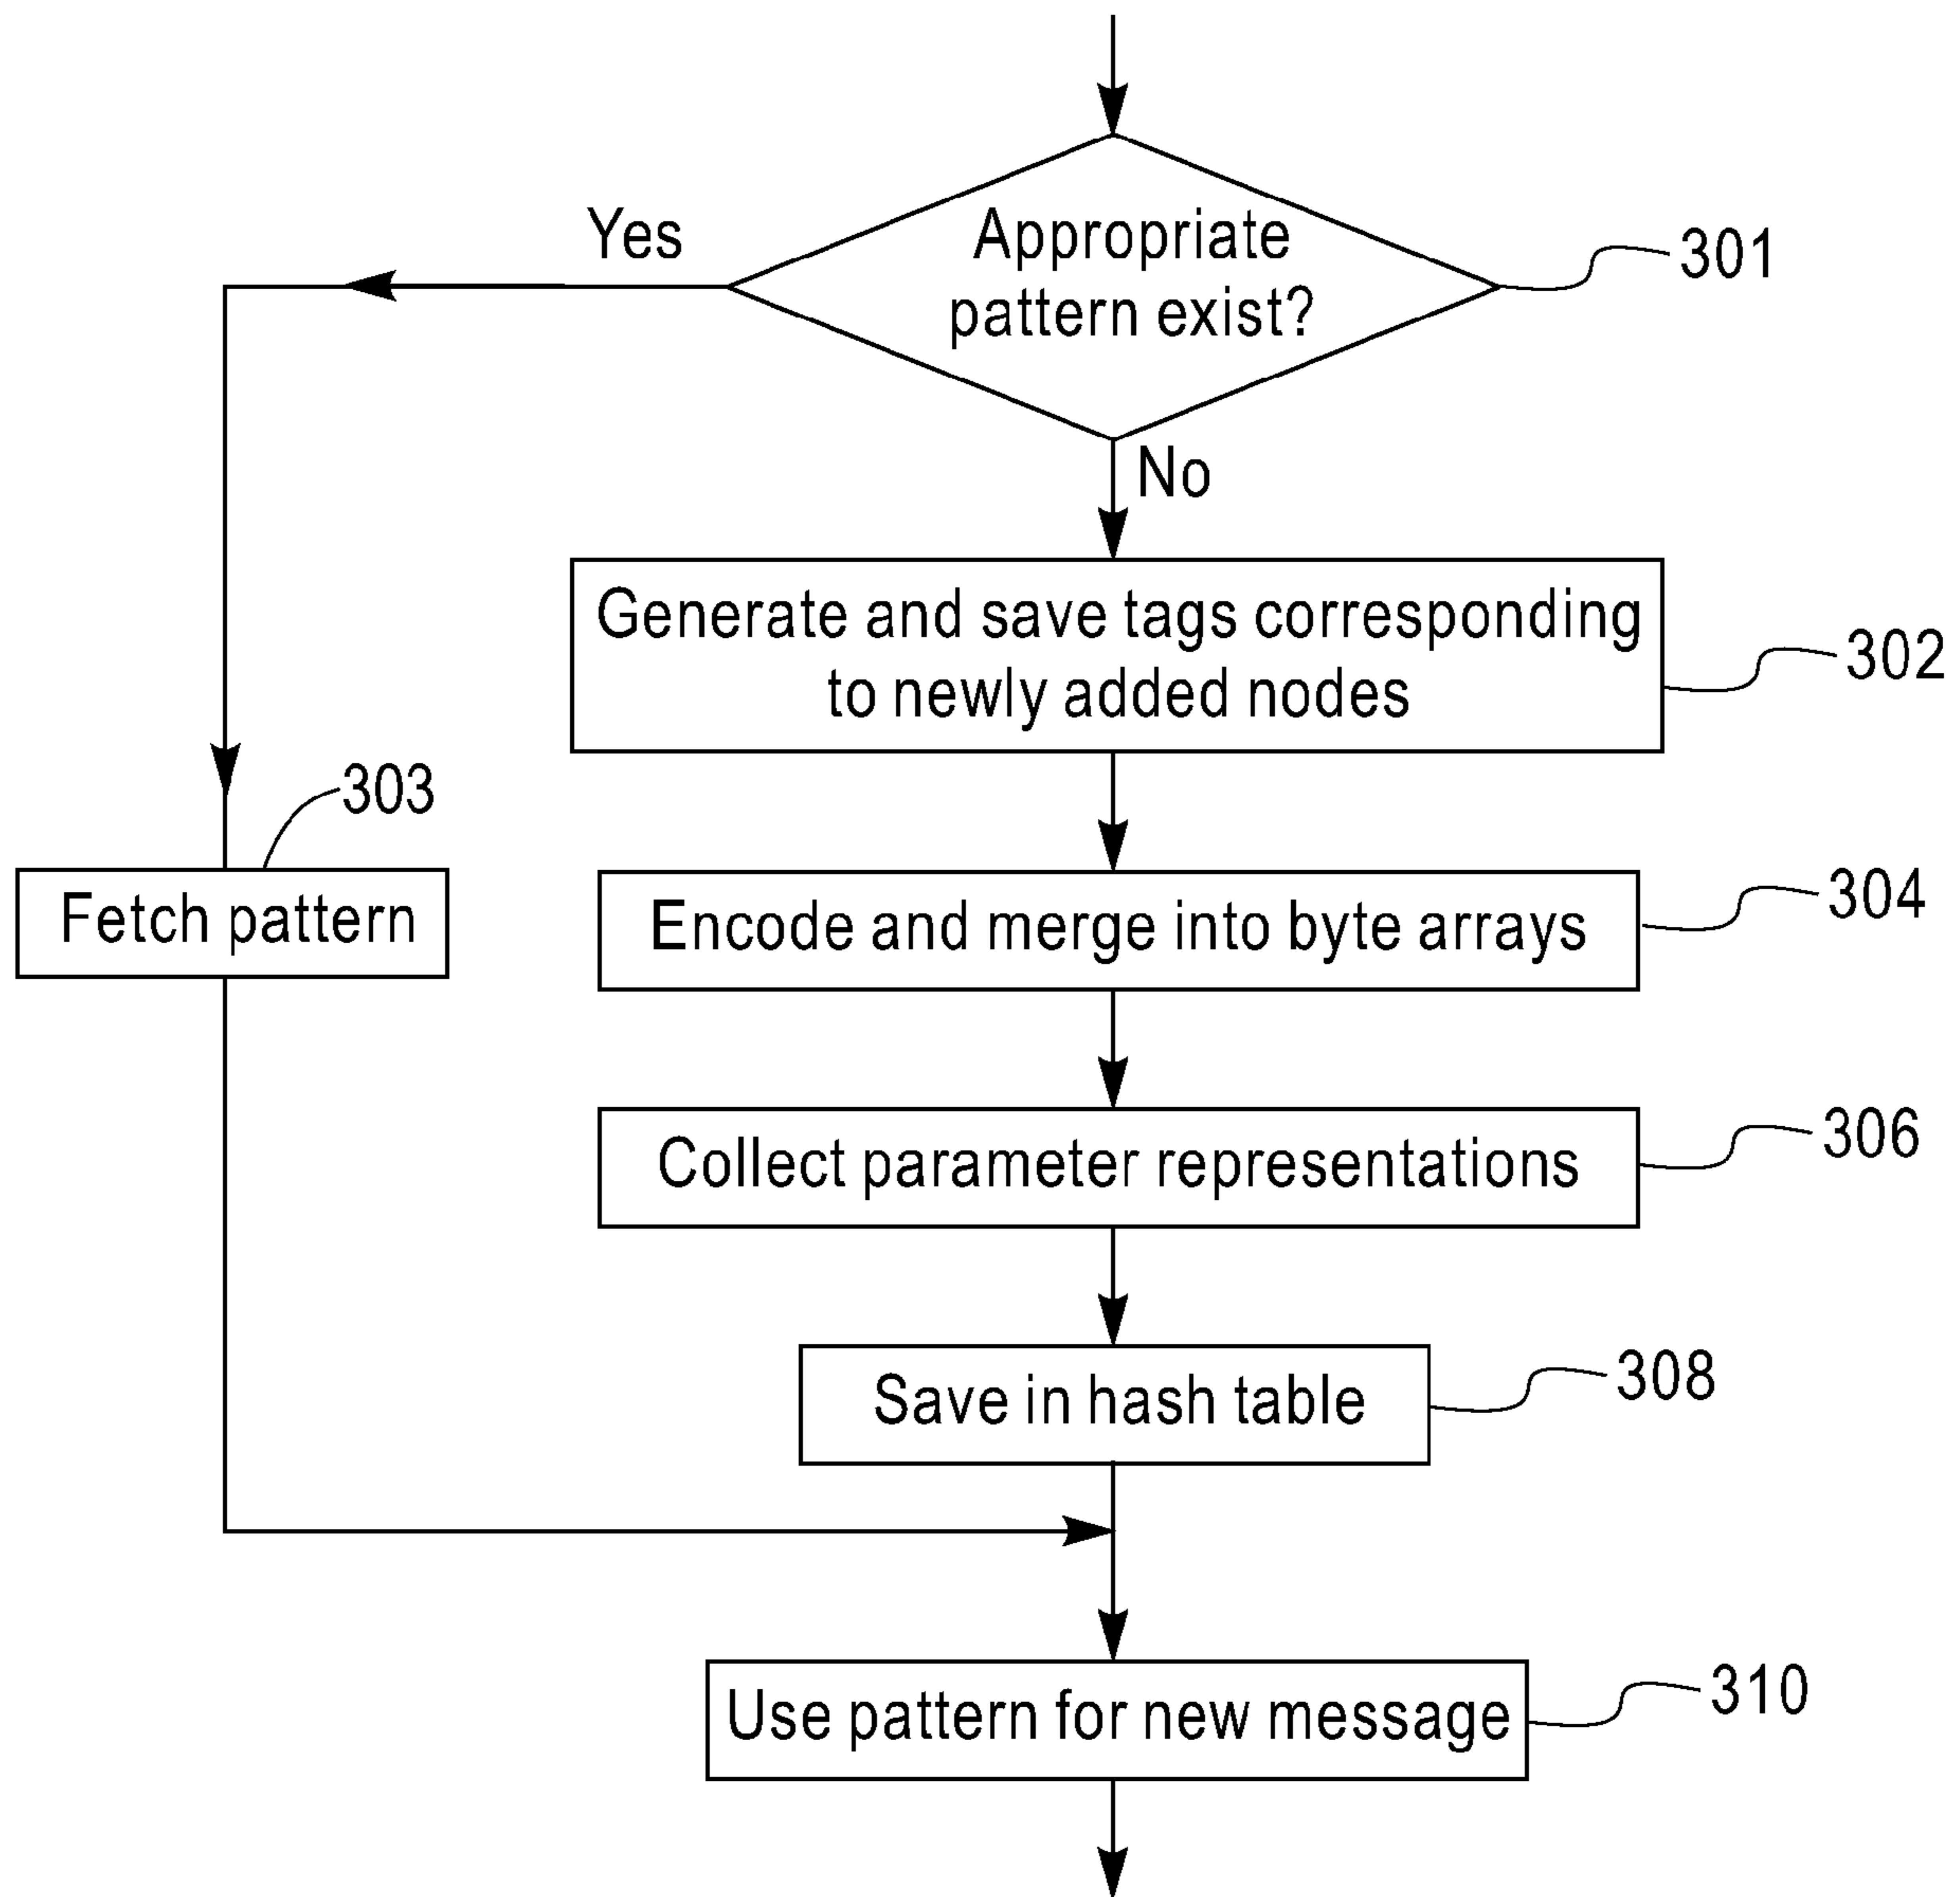 Yes
Appropriate
pattern exist?
301
No
Generate and save tags corresponding
to newly added nodes
302
303
Fetch pattern
Encode and merge into byte arrays
304
Collect parameter representations
306
Save in hash table
308
Use pattern for new message
310